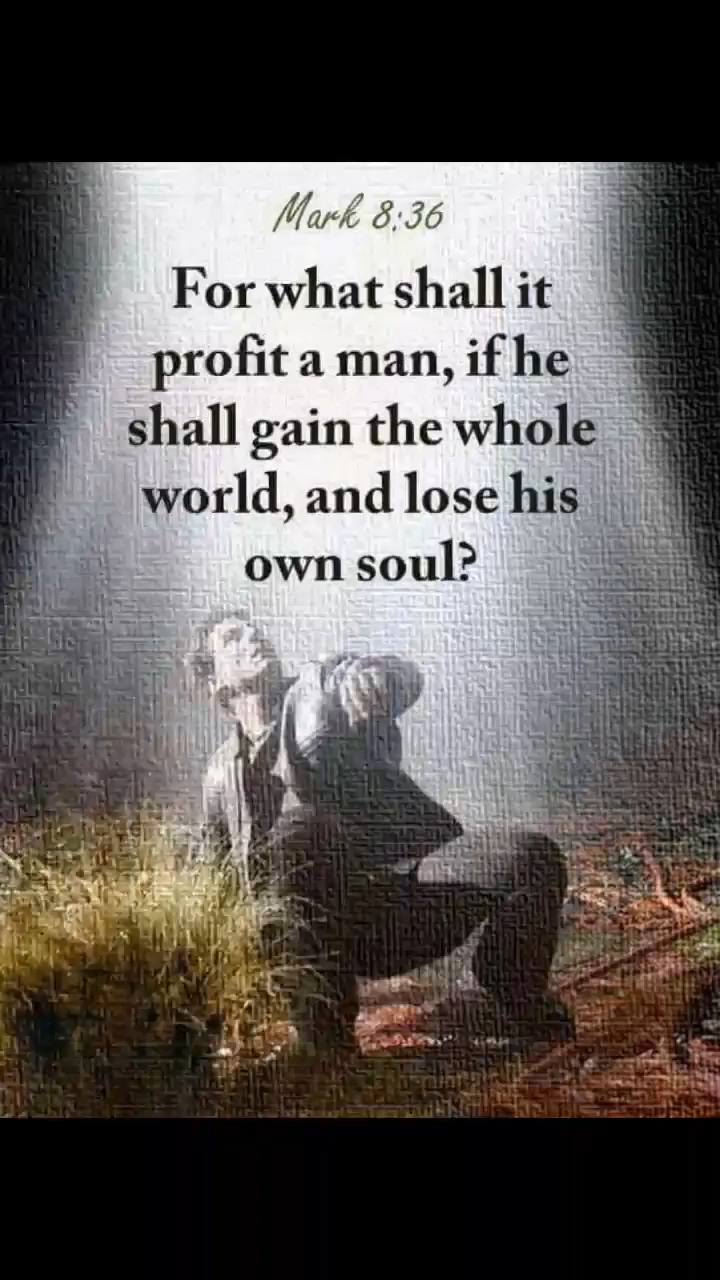 Mark 8:36
For what shall it
profit a man, if he
shall gain the whole
world, and lose his
own soul?